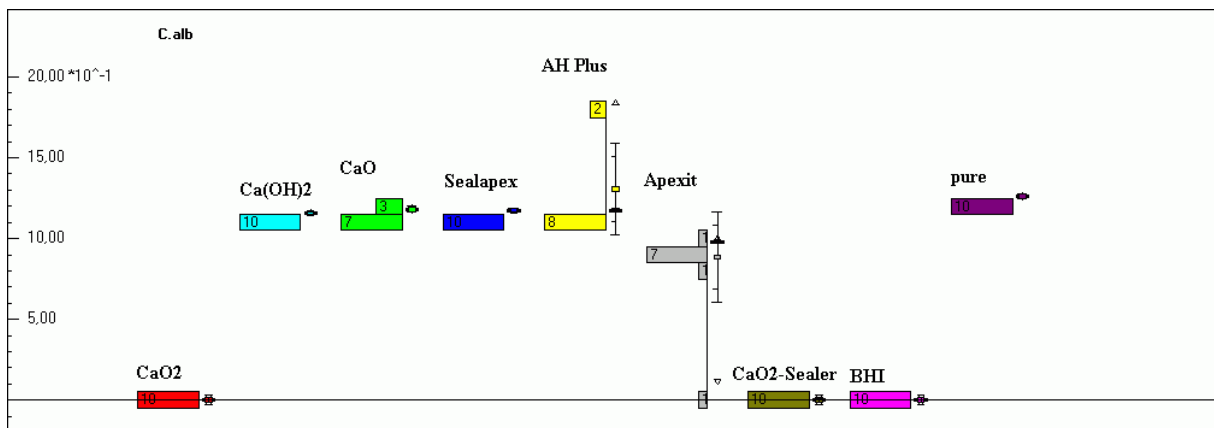 C.alb
20,00 *10^-1
AH Plus
2
15,00
CaO
Ca(OH)2
Sealapex
Apexit
pure
3
10
10
7
10
8
10,00
1
7
1
5,00
CaO2
CaO2-Sealer
BHI
10
1
10
10